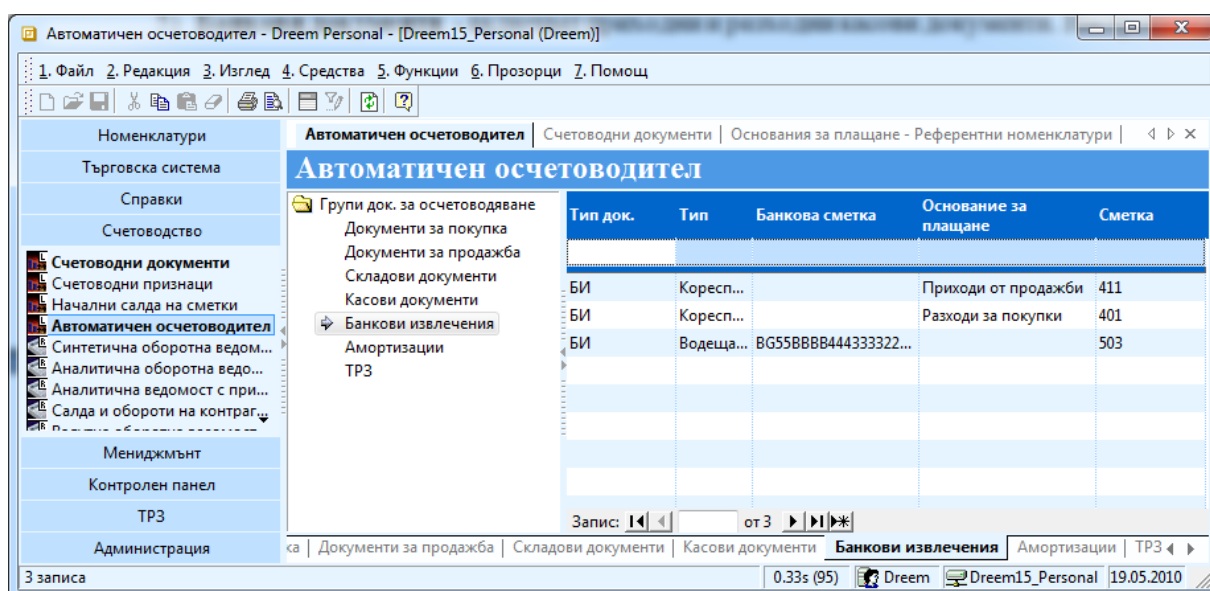 Автоматичен осчетоводител - Dreem Personal - [Dreem15_Personal (Dreem)]
1. Файл 2. Редакция 3. Изглед 4. Средства 5. Функции 6. Прозорци 7. Помощ
Номенклатури
Търговска система
Справки
Счетоводство
Счетоводни документи
Счетоводни признаци
Начални салда на сметки
Автоматичен осчетоводител
Синтетична оборотна ведом...
Аналитична оборотна ведо...
Аналитична ведомост с при...
Салда и обороти на контраг...
Мениджмънт
Контролен панел
ТРЗ
Администрация
Автоматичен осчетоводител | Счетоводни документи | Основания за плащане - Референтни номенклатури |
Автоматичен осчетоводител
Групи док. за осчетоводяване
Документи за покупка
Документи за продажба
Складови документи
Касови документи
Банкови извлечения
Амортизации
ТРЗ
Тип док. Тип Банкова сметка Основание за плащане Сметка
БИ Коресп... Приходи от продажби 411
БИ Коресп... Разходи за покупки 401
БИ Водеща... BG55BBBB444333322... 503
Запис: от 3
ка | Документи за продажба | Складови документи | Касови документи Банкови извлечения Амортизации | ТРЗ
3 записа 0.33s (95) Dreem Dreem15_Personal 19.05.2010